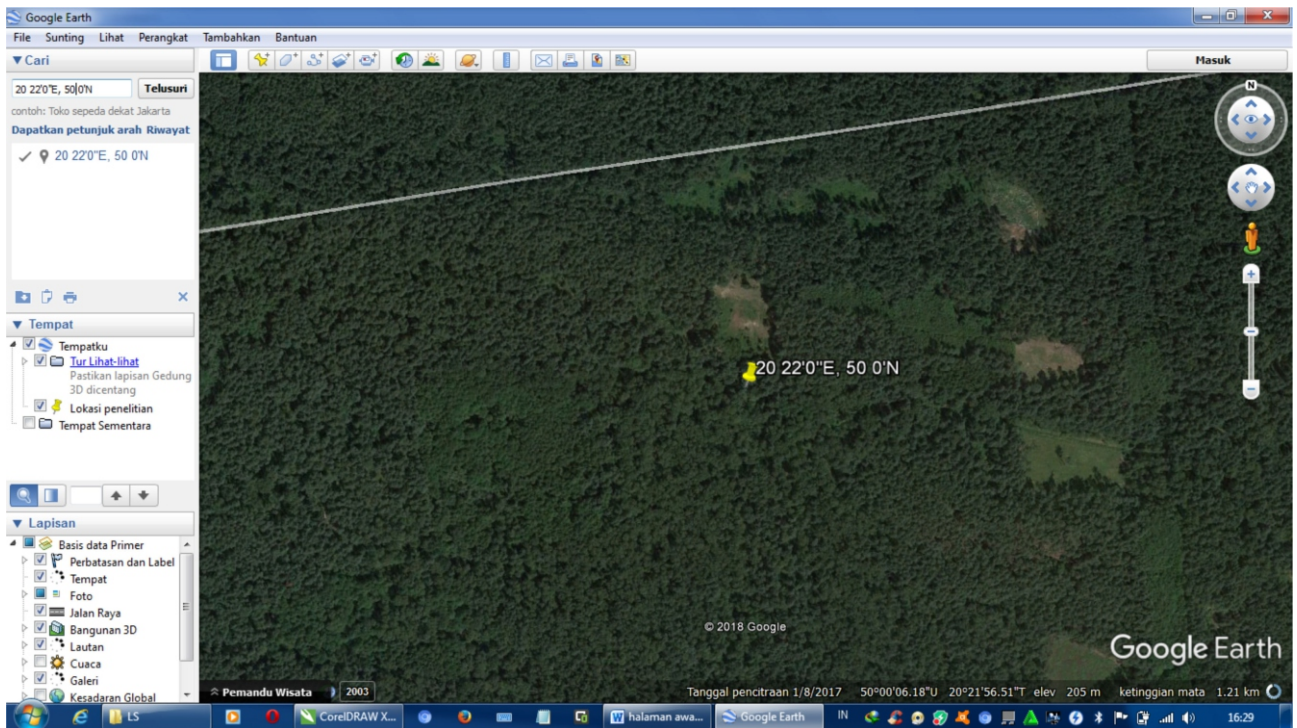 Google Earth
File Sunting Lihat Perangkat Tambahkan Bantuan
▼ Cari
20 22'0"E, 50 0'N
Telusuri
contoh: Toko sepeda dekat Jakarta
Dapatkan petunjuk arah Riwayat
20 22'0"E, 50 0'N
▼ Tempat
Tempatku
Tur Lihat-lihat
Pastikan lapisan Gedung
3D dicentang
Lokasi penelitian
Tempat Sementara
▼ Lapisan
Basis data Primer
Perbatasan dan Label
Tempat
Foto
Jalan Raya
Bangunan 3D
Lautan
Cuaca
Galeri
Kesadaran Global
Masuk
N
20 22'0"E, 50 0'N
© 2018 Google
Google Earth
Pemandu Wisata
2003
Tanggal pencitraan 1/8/2017 50°00'06.18"U 20°21'56.51"T elev 205 m ketinggian mata 1.21 km
LS
CorelDRAW X...
halaman awa...
Google Earth
IN
16:29